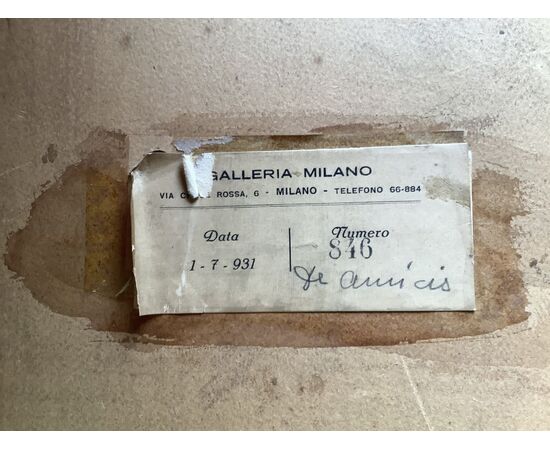 GALLERIA MILANO
VIA ROSSA, 6 - MILANO - TELEFONO 66-884
Data
1-7-931
Numero
846
De Amicis